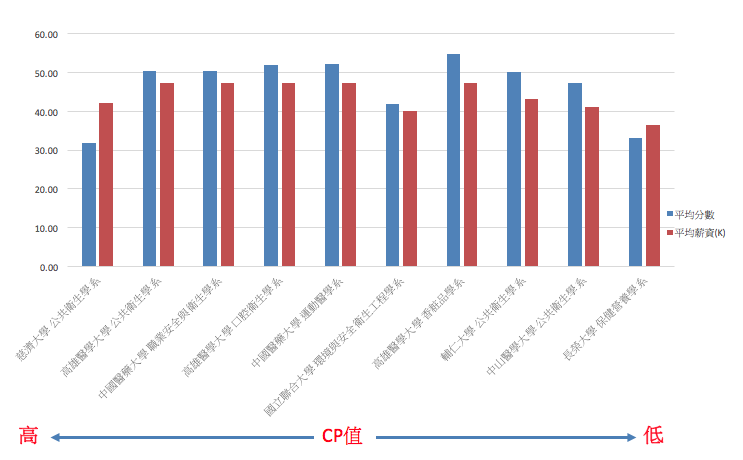 60.00
50.00
40.00
30.00
20.00
10.00
0.00
平均分數
平均薪資(K)
慈濟大學 公共衛生學系
高雄醫學大學 公共衛生學系
中國醫藥大學 職業安全與衛生學系
高雄醫學大學 口腔衛生學系
中國醫藥大學 運動醫學系
國立聯合大學 環境與安全衛生工程學系
高雄醫學大學 香粧品學系
輔仁大學 公共衛生學系
中山醫學大學 公共衛生學系
長榮大學 保健營養學系
高 CP值 低